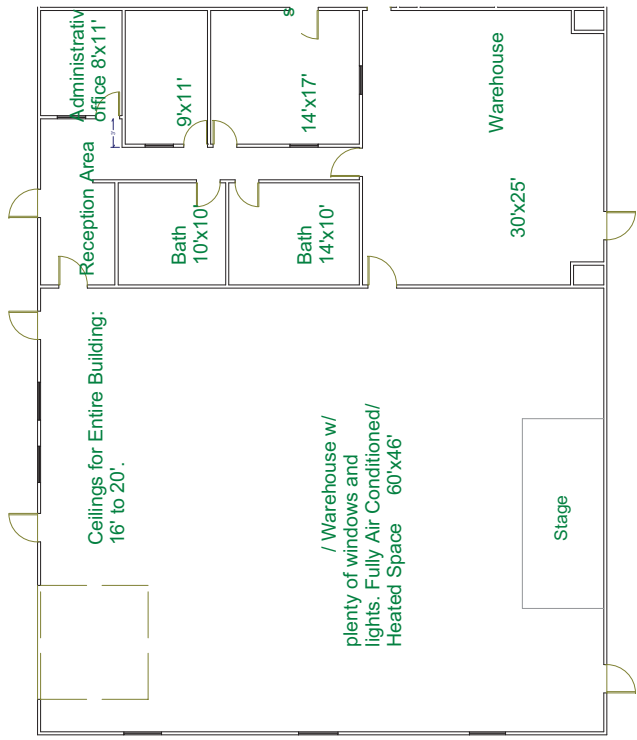 Administrativ
office 8'x11'
9'x11'
s
14'x17'
Warehouse
30'x25'
Reception Area
Bath
10'x10'
Bath
14'x10'
Ceilings for Entire Building:
16' to 20'.
/ Warehouse w/
plenty of windows and
lights. Fully Air Conditioned/
Heated Space 60'x46'
Stage